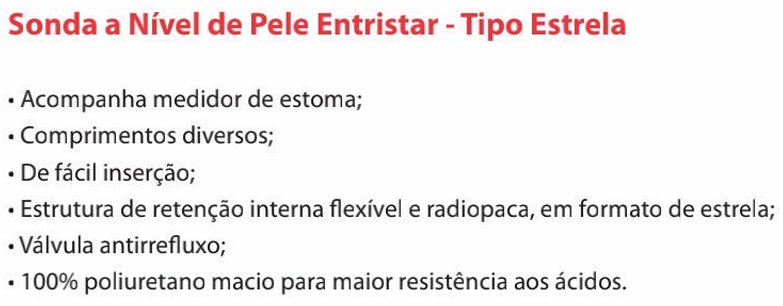 Sonda a Nível de Pele Entristar - Tipo Estrela
• Acompanha medidor de estoma;
• Comprimentos diversos;
• De fácil inserção;
• Estrutura de retenção interna flexível e radiopaca, em formato de estrela;
• Válvula antirrefluxo;
• 100% poliuretano macio para maior resistência aos ácidos.